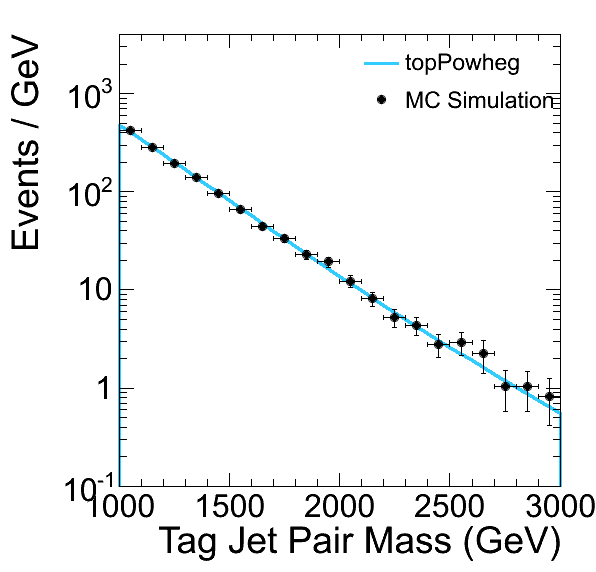 topPowheg
MC Simulation
Events / GeV
10³
10²
10
1
10⁻¹
1000 1500 2000 2500 3000
Tag Jet Pair Mass (GeV)